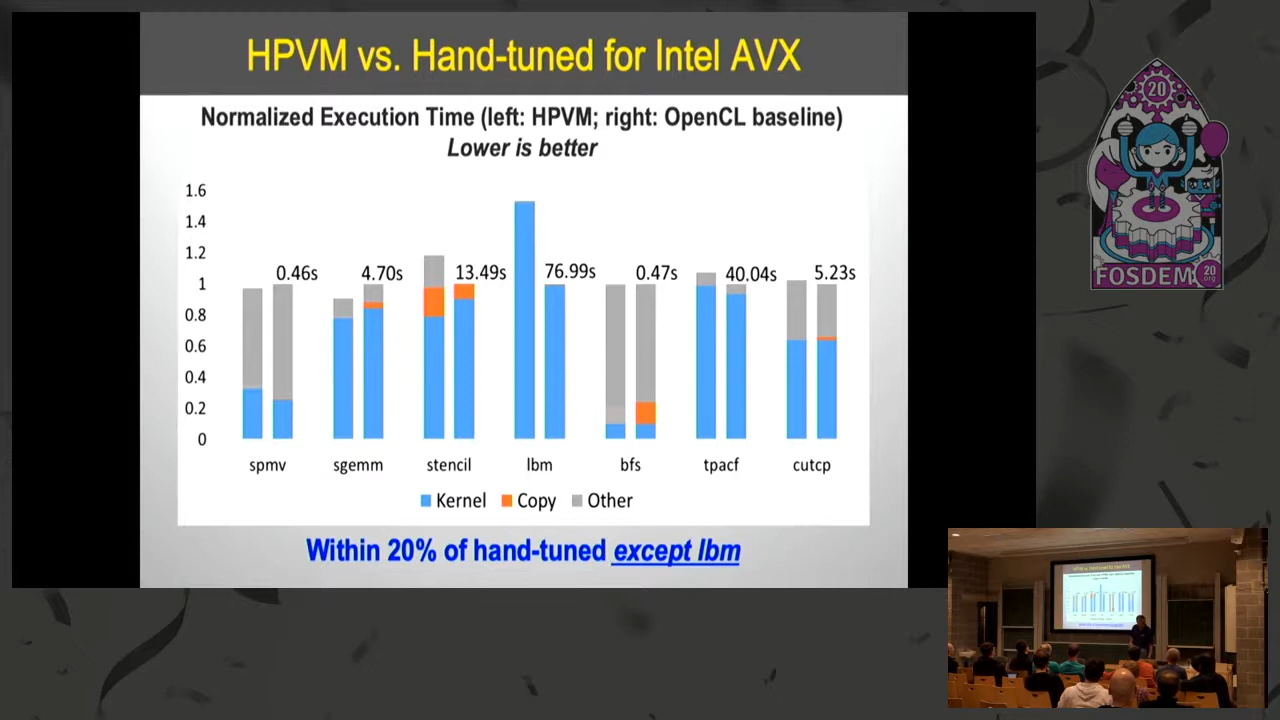 HPVM vs. Hand-tuned for Intel AVX
Normalized Execution Time (left: HPVM; right: OpenCL baseline)
Lower is better
1.6
1.4
1.2
1
0.8
0.6
0.4
0.2
0
0.46s
4.70s
13.49s
76.99s
0.47s
40.04s
5.23s
spmv
sgemm
stencil
lbm
bfs
tpacf
cutcp
Kernel
Copy
Other
Within 20% of hand-tuned except lbm
20
FOSDEM 20
.org